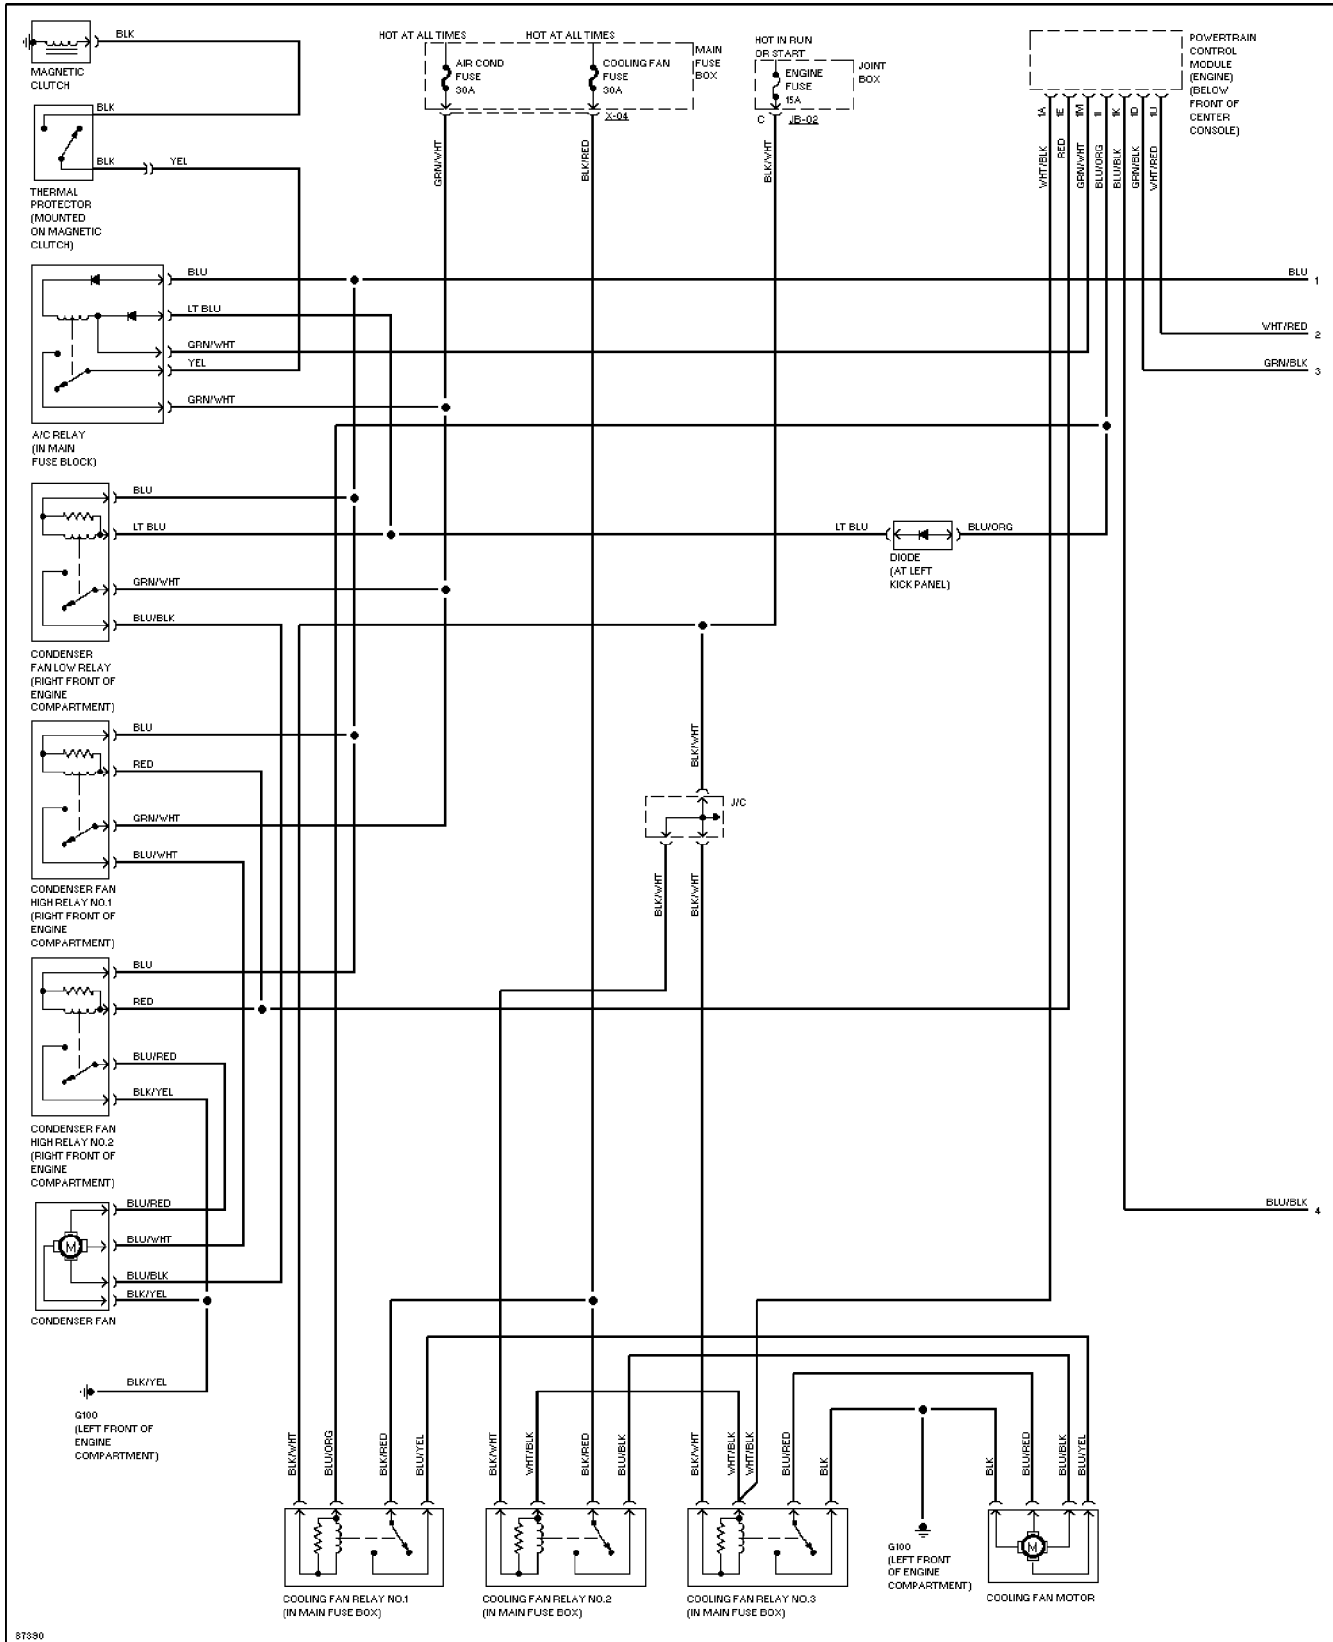 BLK
MAGNETIC
CLUTCH
BLK
BLK
YEL
THERMAL
PROTECTOR
(MOUNTED
ON MAGNETIC
CLUTCH)
HOT AT ALL TIMES
HOT AT ALL TIMES
AIR COND
FUSE
30A
COOLING FAN
FUSE
30A
MAIN
FUSE
BOX
X-04
HOT IN RUN
OR START
ENGINE
FUSE
15A
JOINT
BOX
C
JB-02
POWERTRAIN
CONTROL
MODULE
(ENGINE)
(BELOW
FRONT OF
CENTER
CONSOLE)
1A
1E
1M
1I
1K
1D
1U
GRN/WHT
BLK/RED
BLK/WHT
WHT/BLK
RED
GRN/WHT
BLU/ORG
BLU/BLK
GRN/BLK
WHT/RED
BLU
LT BLU
GRN/WHT
YEL
GRN/WHT
A/C RELAY
(IN MAIN
FUSE BLOCK)
BLU 1
WHT/RED 2
GRN/BLK 3
BLU
LT BLU
GRN/WHT
BLU/BLK
CONDENSER
FAN LOW RELAY
(RIGHT FRONT OF
ENGINE
COMPARTMENT)
LT BLU
BLU/ORG
DIODE
(AT LEFT
KICK PANEL)
BLU
RED
GRN/WHT
BLU/WHT
CONDENSER FAN
HIGH RELAY NO.1
(RIGHT FRONT OF
ENGINE
COMPARTMENT)
BLK/WHT
J/C
BLK/WHT
BLK/WHT
BLU
RED
BLU/RED
BLK/YEL
CONDENSER FAN
HIGH RELAY NO.2
(RIGHT FRONT OF
ENGINE
COMPARTMENT)
BLU/RED
BLU/WHT
BLU/BLK
BLK/YEL
M
CONDENSER FAN
BLU/BLK 4
BLK/YEL
G100
(LEFT FRONT OF
ENGINE
COMPARTMENT)
BLK/WHT
BLU/ORG
BLK/RED
BLU/YEL
BLK/WHT
WHT/BLK
BLK/RED
BLU/BLK
BLK/WHT
WHT/BLK
WHT/BLK
BLU/RED
BLK
BLK
BLU/RED
BLU/BLK
BLU/YEL
COOLING FAN RELAY NO.1
(IN MAIN FUSE BOX)
COOLING FAN RELAY NO.2
(IN MAIN FUSE BOX)
COOLING FAN RELAY NO.3
(IN MAIN FUSE BOX)
G100
(LEFT FRONT
OF ENGINE
COMPARTMENT)
M
COOLING FAN MOTOR
87390